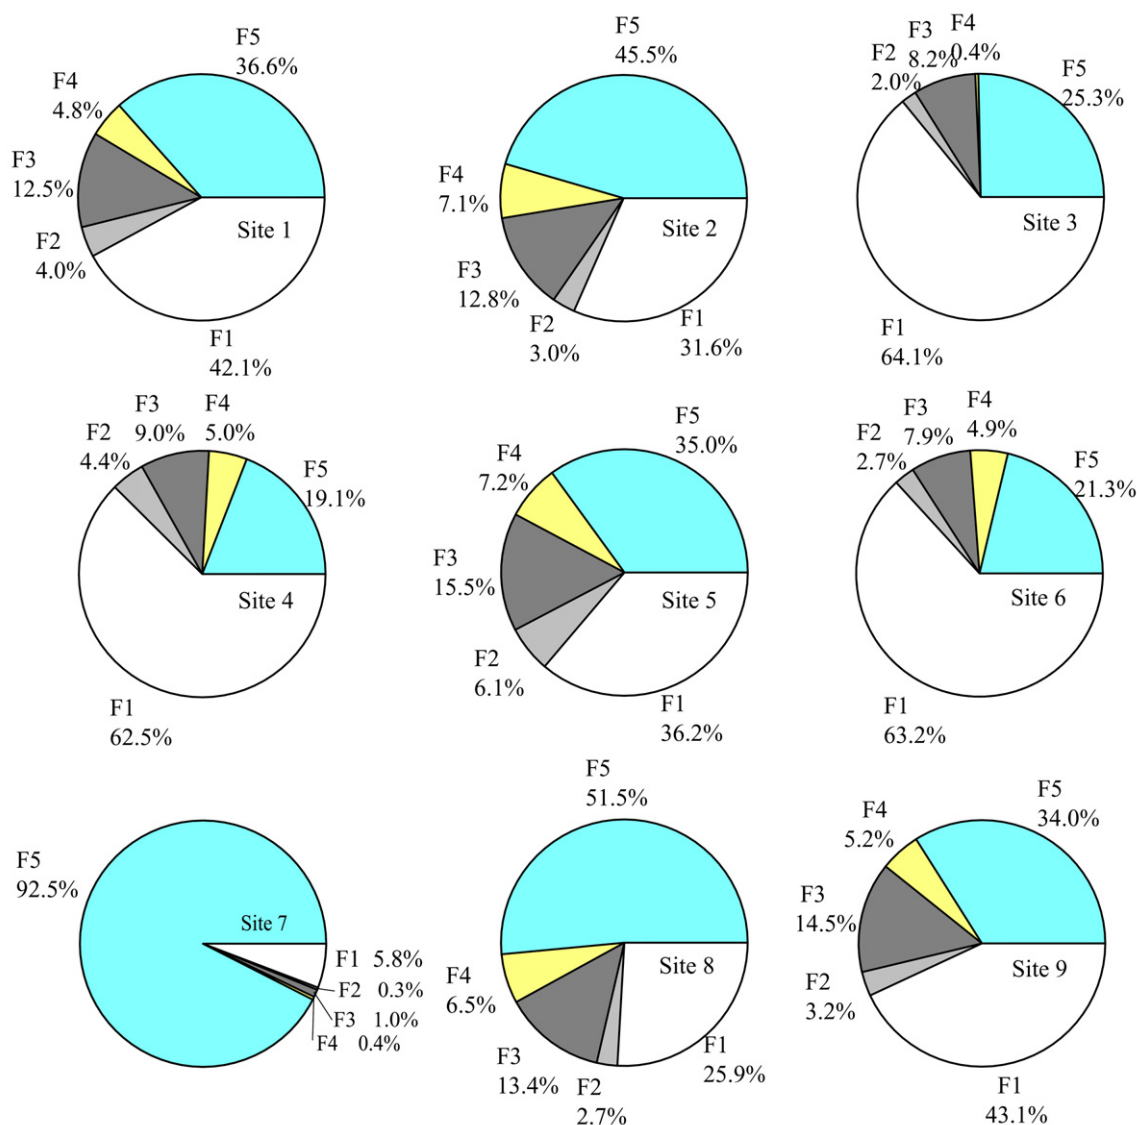 F5
36.6%
F4
4.8%
F3
12.5%
F2
4.0%
F1
42.1%
Site 1
F5
45.5%
F4
7.1%
F3
12.8%
F2
3.0%
F1
31.6%
Site 2
F4
0.4%
F3
8.2%
F2
2.0%
F5
25.3%
F1
64.1%
Site 3
F4
5.0%
F3
9.0%
F2
4.4%
F5
19.1%
F1
62.5%
Site 4
F5
35.0%
F4
7.2%
F3
15.5%
F2
6.1%
F1
36.2%
Site 5
F4
4.9%
F3
7.9%
F2
2.7%
F5
21.3%
F1
63.2%
Site 6
F5
92.5%
Site 7
F1 5.8%
F2 0.3%
F3 1.0%
F4 0.4%
F5
51.5%
F4
6.5%
F3
13.4%
F2
2.7%
F1
25.9%
Site 8
F5
34.0%
F4
5.2%
F3
14.5%
F2
3.2%
F1
43.1%
Site 9